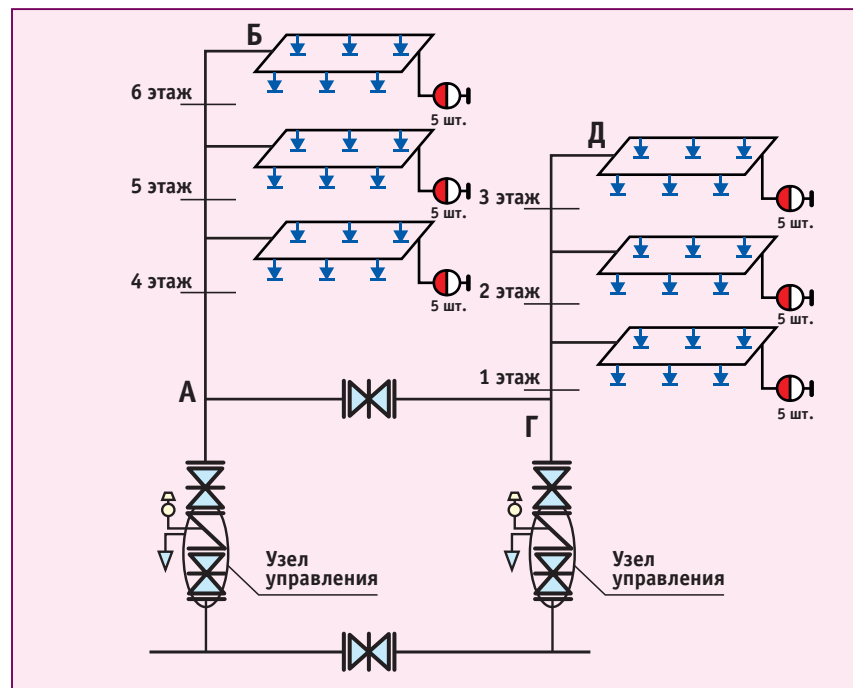 Б
6 этаж
5 шт.
5 этаж
5 шт.
4 этаж
5 шт.
Д
3 этаж
5 шт.
2 этаж
5 шт.
1 этаж
5 шт.
А
Г
Узел
управления
Узел
управления